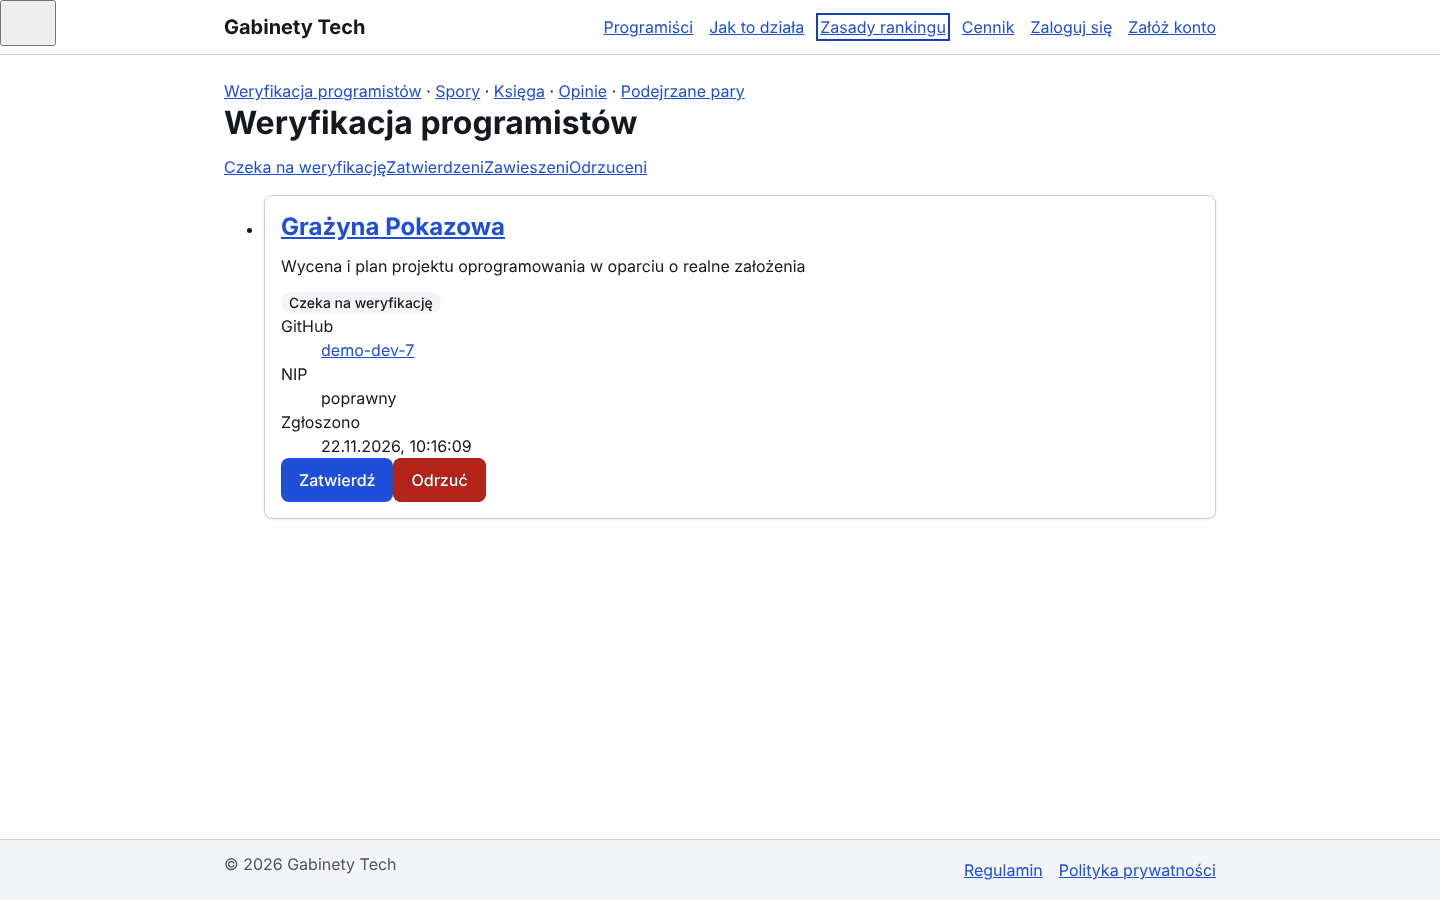 Gabinety Tech
Programiści Jak to działa Zasady rankingu Cennik Zaloguj się Załóż konto
Weryfikacja programistów · Spory · Księga · Opinie · Podejrzane pary
Weryfikacja programistów
Czeka na weryfikacjęZatwierdzeniZawieszeniOdrzuceni
Grażyna Pokazowa
Wycena i plan projektu oprogramowania w oparciu o realne założenia
Czeka na weryfikację
GitHub
demo-dev-7
NIP
poprawny
Zgłoszono
22.11.2026, 10:16:09
Zatwierdź Odrzuć
© 2026 Gabinety Tech
Regulamin Polityka prywatności